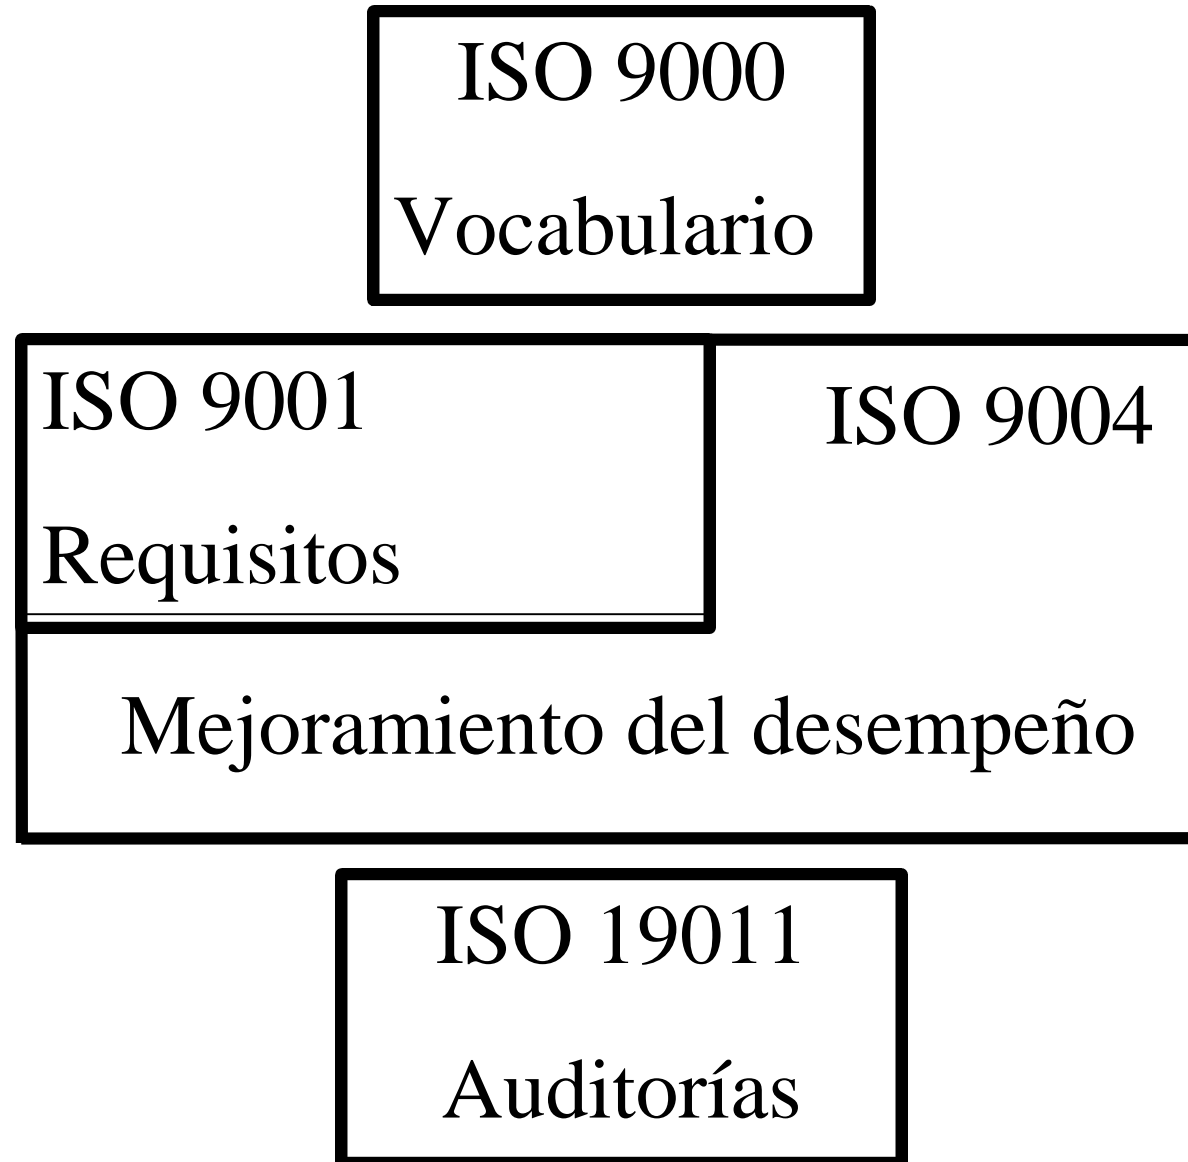 ISO 9000
Vocabulario
ISO 9001
Requisitos
ISO 9004
Mejoramiento del desempeño
ISO 19011
Auditorías